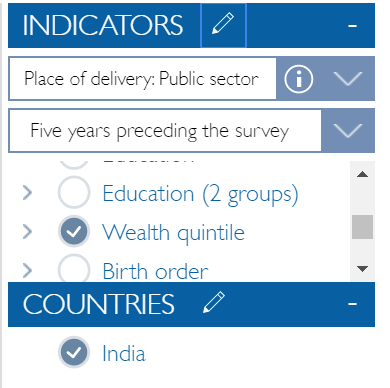 INDICATORS
Place of delivery: Public sector
Five years preceding the survey
Education (2 groups)
Wealth quintile
Birth order
COUNTRIES
India